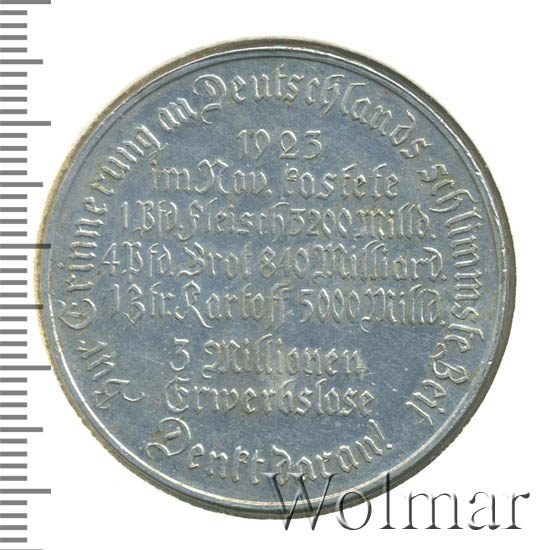 Zur Erinnerung an Deutschlands schlimmste Zeit
1923
im Nov. kostete
1 Pfd. Fleisch 3200 Milld.
4 Pfd. Brot 840 Milliard.
1 Ztr. Kartoff. 5000 Milld.
3 Millionen
Erwerbslose
Denkt daran!
Wolmar